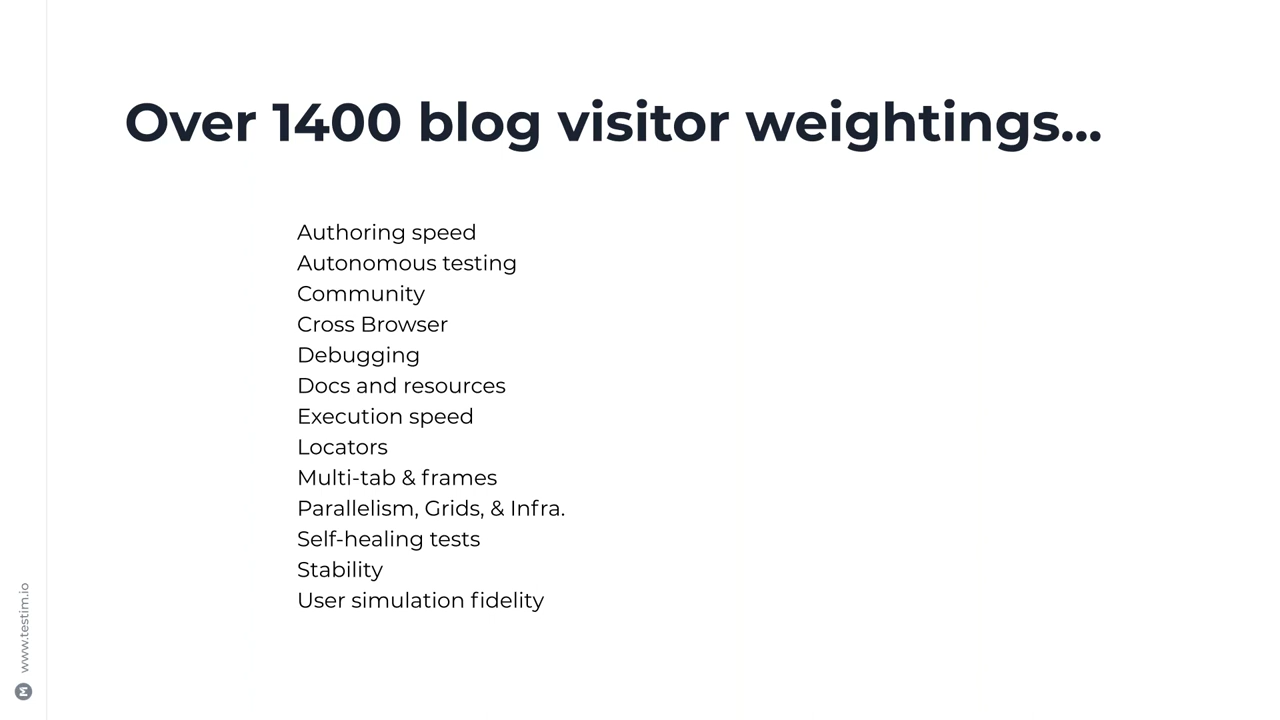 Over 1400 blog visitor weightings...
Authoring speed
Autonomous testing
Community
Cross Browser
Debugging
Docs and resources
Execution speed
Locators
Multi-tab & frames
Parallelism, Grids, & Infra.
Self-healing tests
Stability
User simulation fidelity
www.testim.io